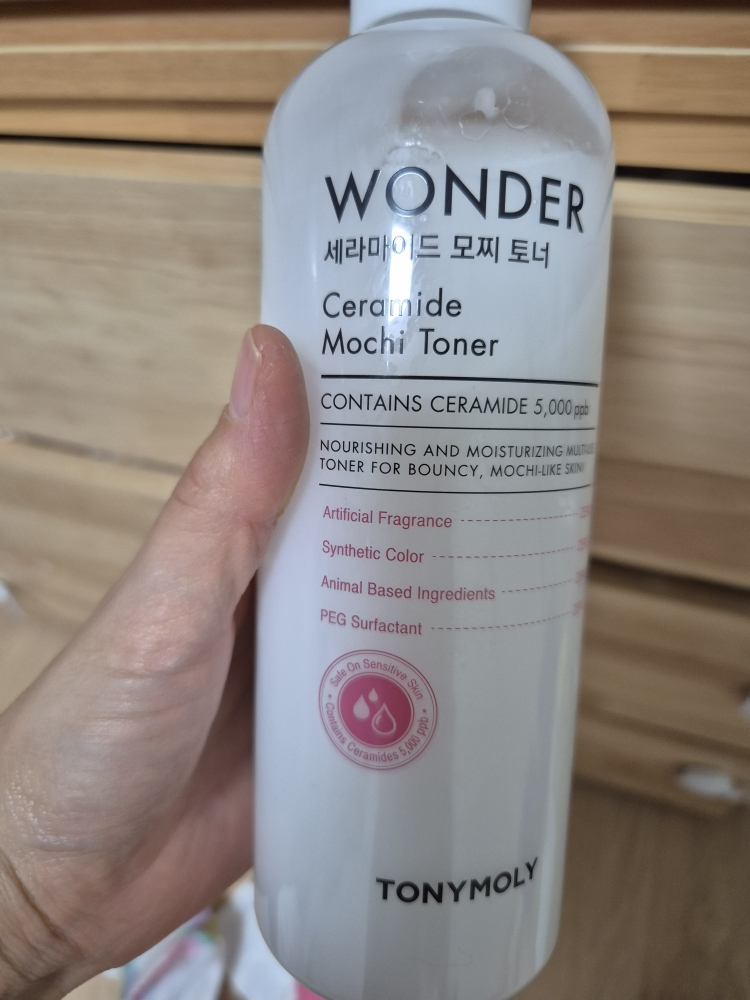 WONDER
세라마이드 모찌 토너
Ceramide
Mochi Toner
CONTAINS CERAMIDE 5,000 ppb
NOURISHING AND MOISTURIZING
TONER FOR BOUNCY, MOCHI-LIKE SKIN
Artificial Fragrance
Synthetic Color
Animal Based Ingredients
PEG Surfactant
Safe On Sensitive Skin
Contains Ceramides 5,000 ppb
TONYMOLY